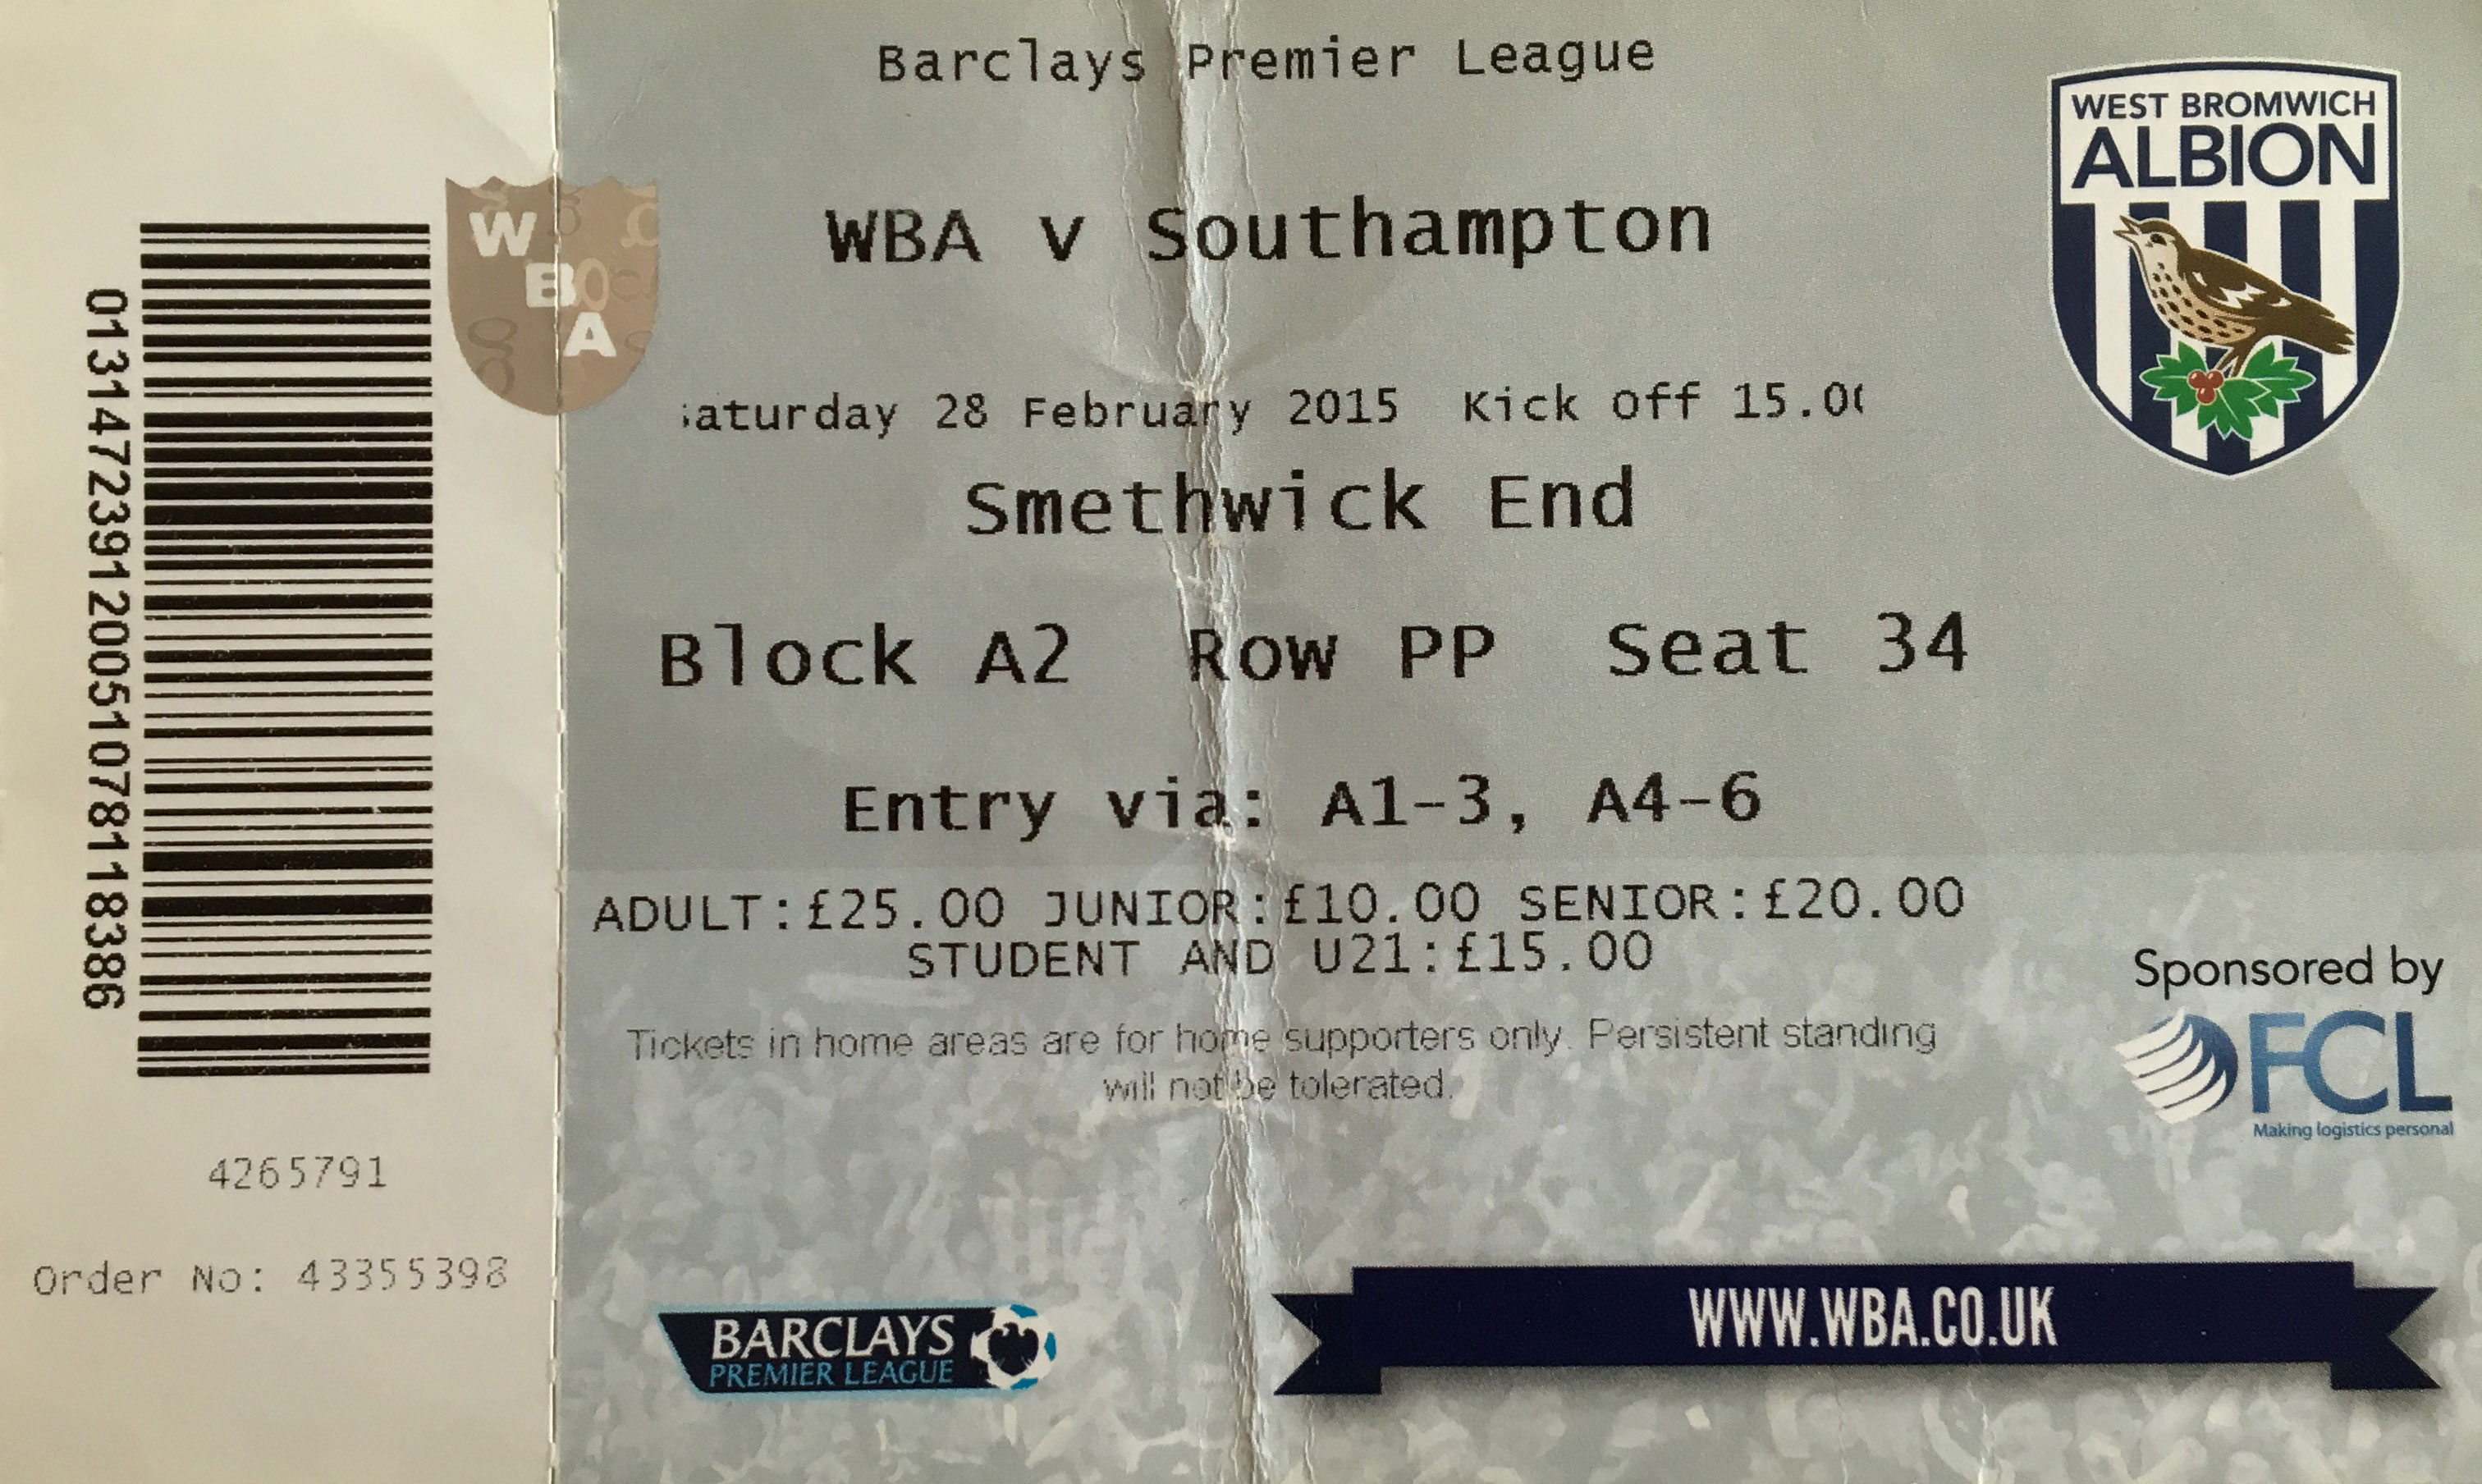 013147239120051078118386
4265791
Order No: 43355398
W
B
A
Barclays Premier League
WBA v Southampton
aturday 28 February 2015 Kick Off 15.0
Smethwick End
Block A2 Row PP Seat 34
Entry via: A1-3, A4-6
ADULT:£25.00 JUNIOR:£10.00 SENIOR:£20.00
STUDENT AND U21:£15.00
Tickets in home areas are for home supporters only. Persistent standing
will not be tolerated.
BARCLAYS
PREMIER LEAGUE
WEST BROMWICH
ALBION
Sponsored by
FCL
Making logistics personal
WWW.WBA.CO.UK